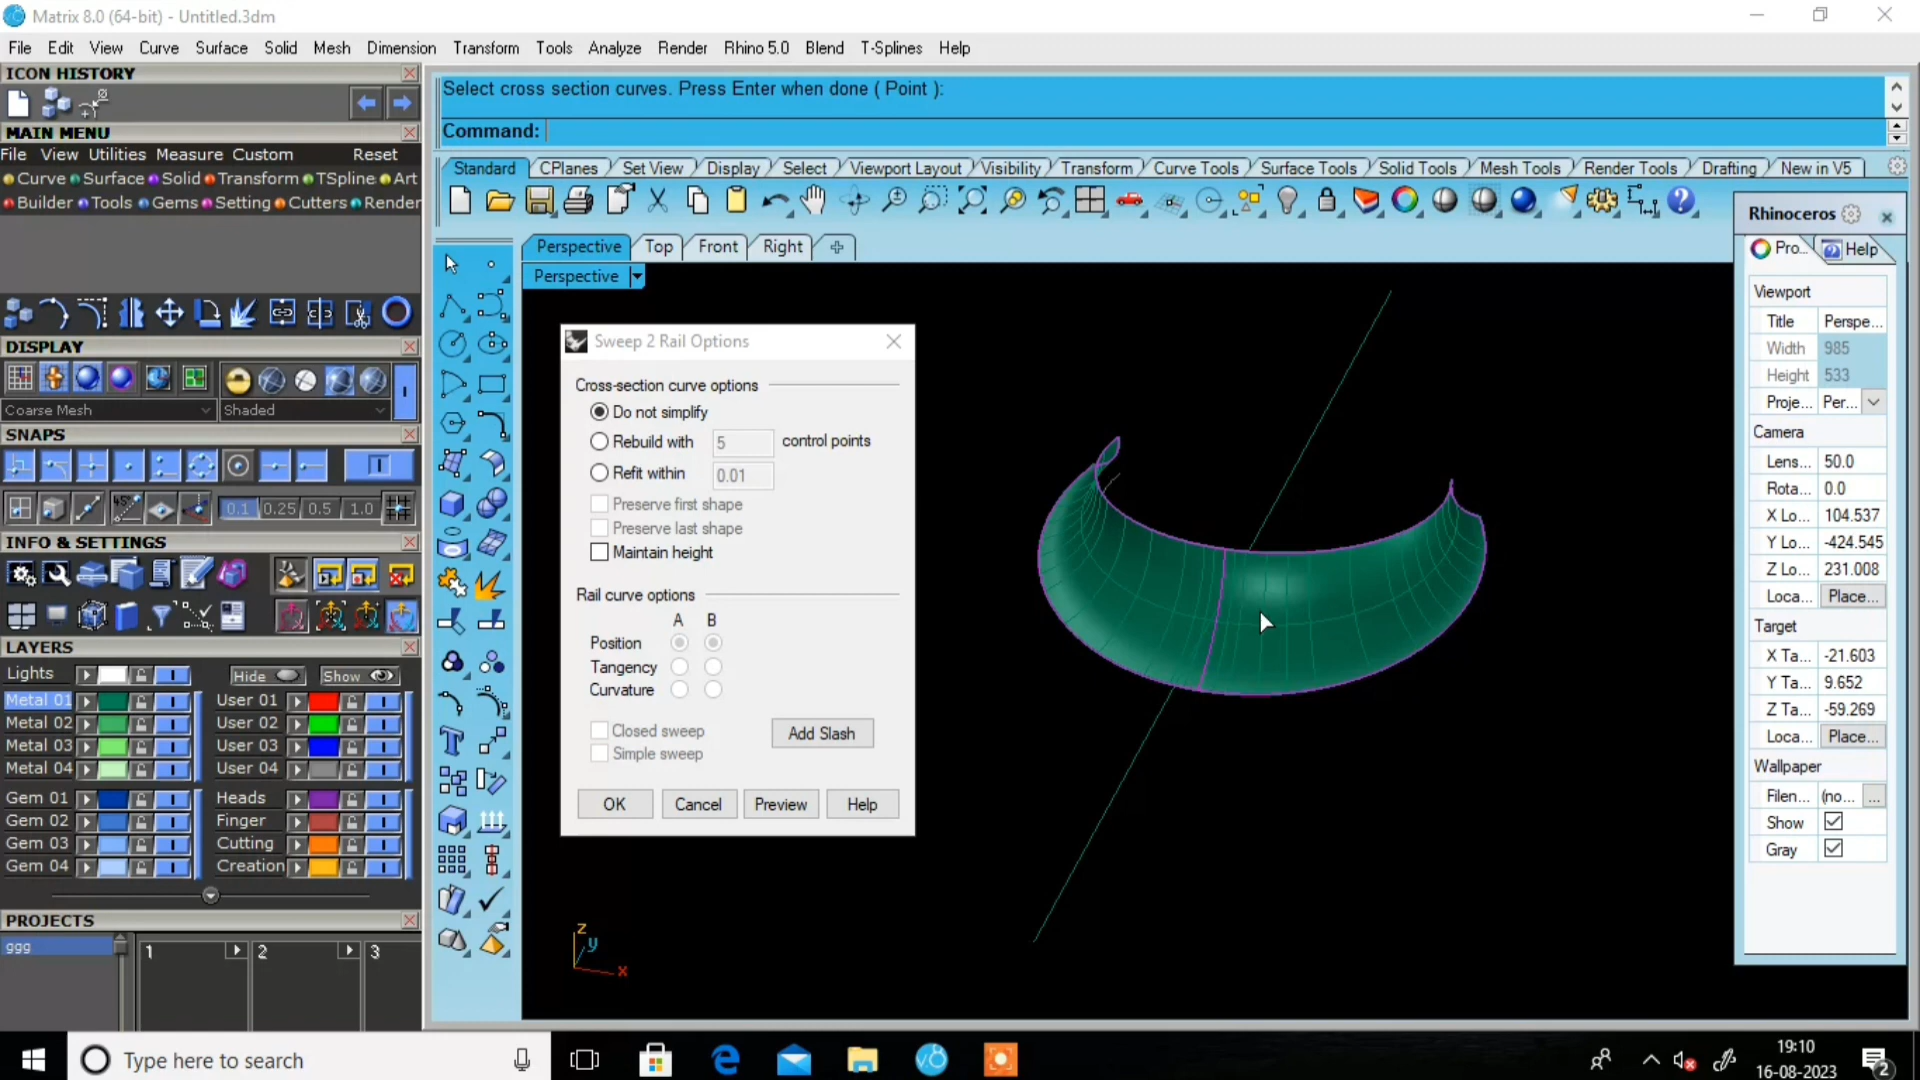 Matrix 8.0 (64-bit) - Untitled.3dm
File Edit View Curve Surface Solid Mesh Dimension Transform Tools Analyze Render Rhino 5.0 Blend T-Splines Help
ICON HISTORY
MAIN MENU
File View Utilities Measure Custom Reset
Curve Surface Solid Transform TSpline Art
Builder Tools Gems Setting Cutters Render
DISPLAY
Coarse Mesh Shaded
SNAPS
45°
0.1 0.25 0.5 1.0
INFO & SETTINGS
LAYERS
Lights Hide Show
Metal 01 User 01
Metal 02 User 02
Metal 03 User 03
Metal 04 User 04
Gem 01 Heads
Gem 02 Finger
Gem 03 Cutting
Gem 04 Creation
PROJECTS
ggg 1 2 3
Select cross section curves. Press Enter when done ( Point ):
Command:
Standard CPlanes Set View Display Select Viewport Layout Visibility Transform Curve Tools Surface Tools Solid Tools Mesh Tools Render Tools Drafting New in V5
Perspective Top Front Right
Perspective
Sweep 2 Rail Options
Cross-section curve options
Do not simplify
Rebuild with 5 control points
Refit within 0.01
Preserve first shape
Preserve last shape
Maintain height
Rail curve options
A B
Position
Tangency
Curvature
Closed sweep
Add Slash
Simple sweep
OK Cancel Preview Help
z
y
x
Rhinoceros
Pro... Help
Viewport
Title Perspe...
Width 985
Height 533
Proje... Per...
Camera
Lens... 50.0
Rota... 0.0
X Lo... 104.537
Y Lo... -424.545
Z Lo... 231.008
Loca... Place...
Target
X Ta... -21.603
Y Ta... 9.652
Z Ta... -59.269
Loca... Place...
Wallpaper
Filen... (no... ...
Show
Gray
Type here to search
19:10
16-08-2023
2